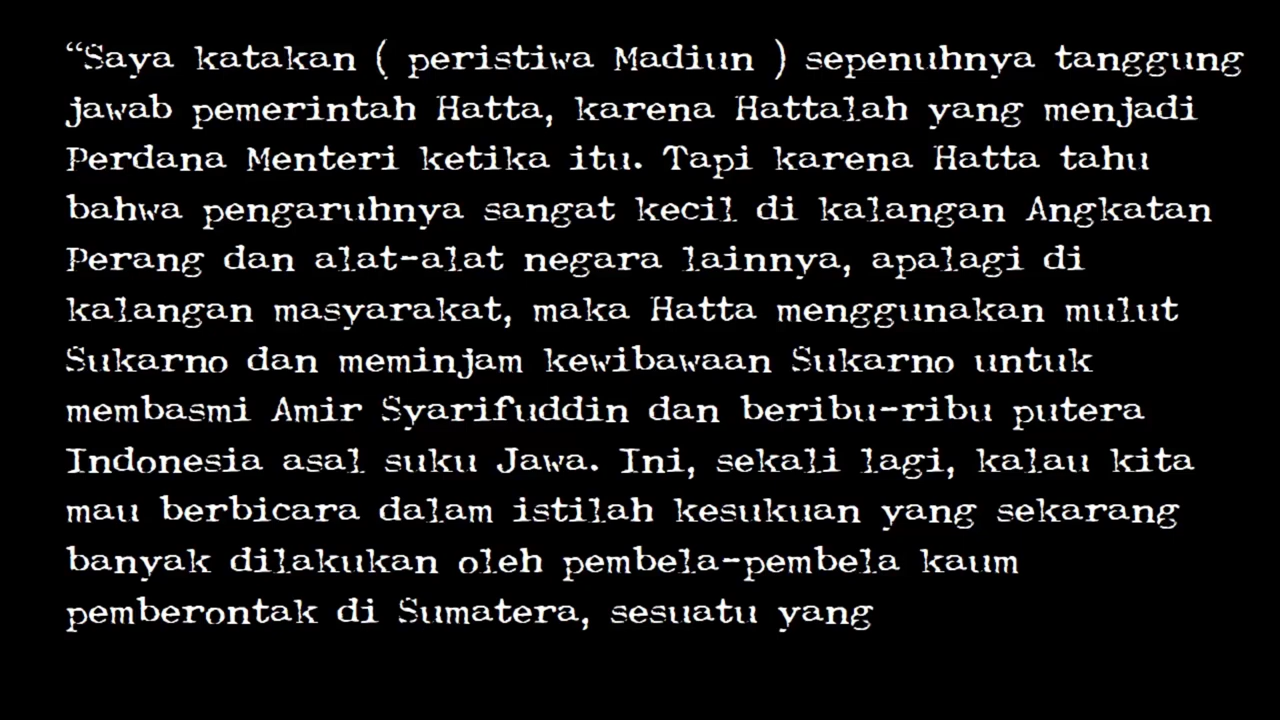 “Saya katakan ( peristiwa Madiun ) sepenuhnya tanggung
jawab pemerintah Hatta, karena Hattalah yang menjadi
Perdana Menteri ketika itu. Tapi karena Hatta tahu
bahwa pengaruhnya sangat kecil di kalangan Angkatan
Perang dan alat-alat negara lainnya, apalagi di
kalangan masyarakat, maka Hatta menggunakan mulut
Sukarno dan meminjam kewibawaan Sukarno untuk
membasmi Amir Syarifuddin dan beribu-ribu putera
Indonesia asal suku Jawa. Ini, sekali lagi, kalau kita
mau berbicara dalam istilah kesukuan yang sekarang
banyak dilakukan oleh pembela-pembela kaum
pemberontak di Sumatera, sesuatu yang